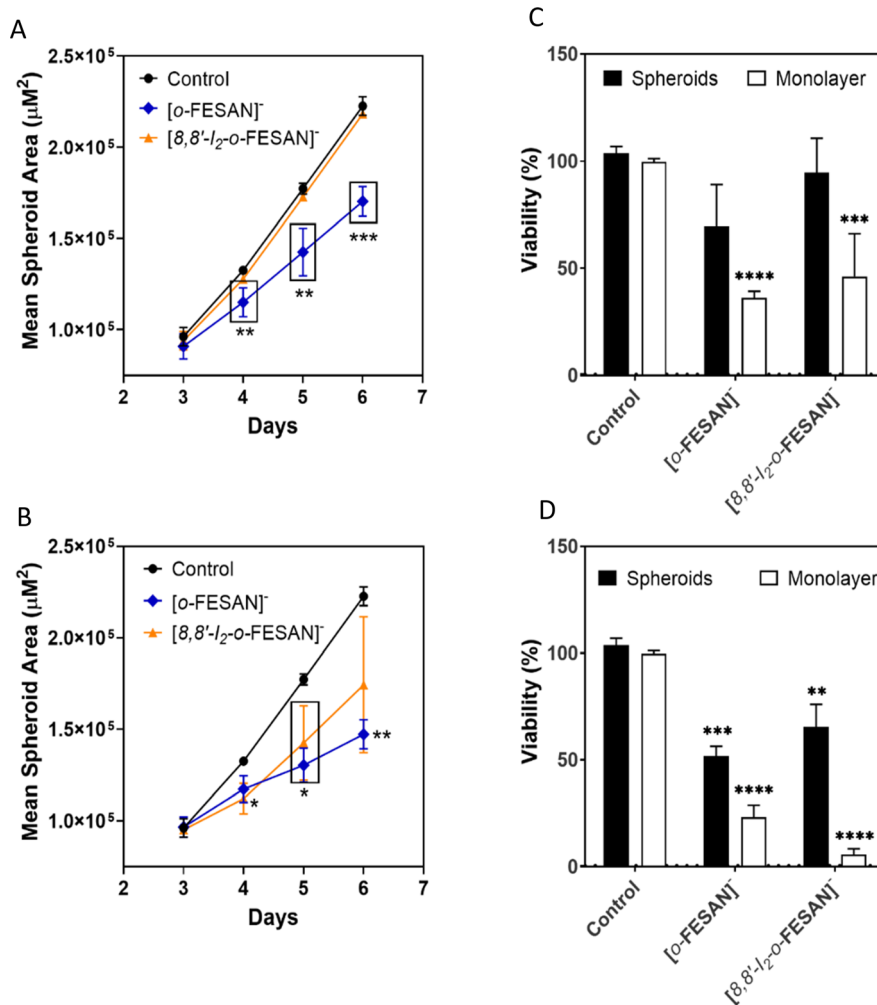 A
Mean Spheroid Area (μM²)
2.5×10⁵
2.0×10⁵
1.5×10⁵
1.0×10⁵
Control
[o-FESAN]⁻
[8,8'-I₂-o-FESAN]⁻
**
**
***
2 3 4 5 6 7
Days
C
Viability (%)
150
100
50
0
Spheroids Monolayer
****
***
Control
[o-FESAN]⁻
[8,8'-I₂-o-FESAN]⁻
B
Mean Spheroid Area (μM²)
2.5×10⁵
2.0×10⁵
1.5×10⁵
1.0×10⁵
Control
[o-FESAN]⁻
[8,8'-I₂-o-FESAN]⁻
*
*
**
2 3 4 5 6 7
Days
D
Viability (%)
150
100
50
0
Spheroids Monolayer
***
****
**
****
Control
[o-FESAN]⁻
[8,8'-I₂-o-FESAN]⁻